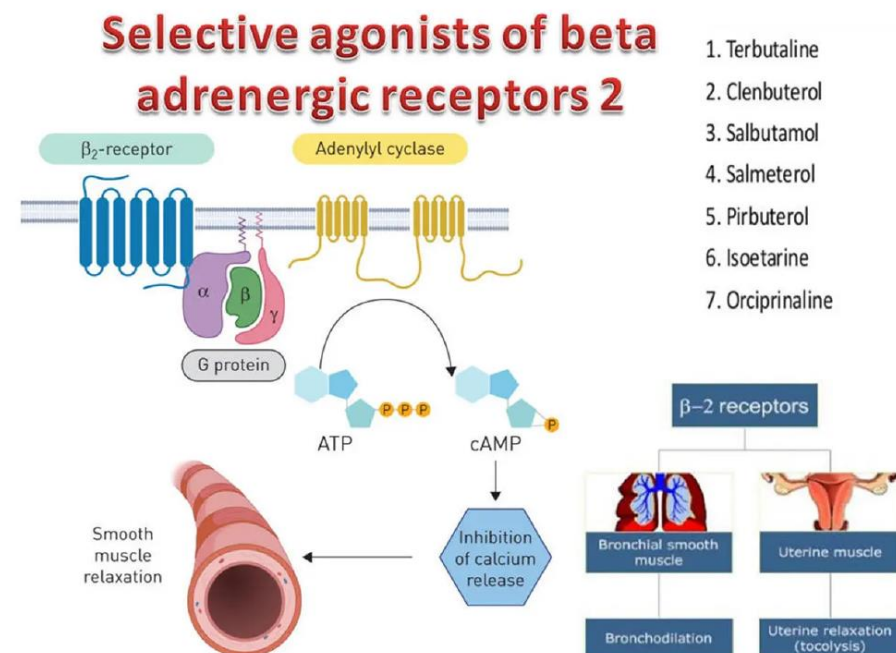 Selective agonists of beta
adrenergic receptors 2
1. Terbutaline
2. Clenbuterol
3. Salbutamol
4. Salmeterol
5. Pirbuterol
6. Isoetarine
7. Orciprinaline
β₂-receptor
Adenylyl cyclase
α
β
γ
G protein
P P P
P
ATP
cAMP
Inhibition
of calcium
release
Smooth
muscle
relaxation
β–2 receptors
Bronchial smooth
muscle
Uterine muscle
Bronchodilation
Uterine relaxation
(tocolysis)